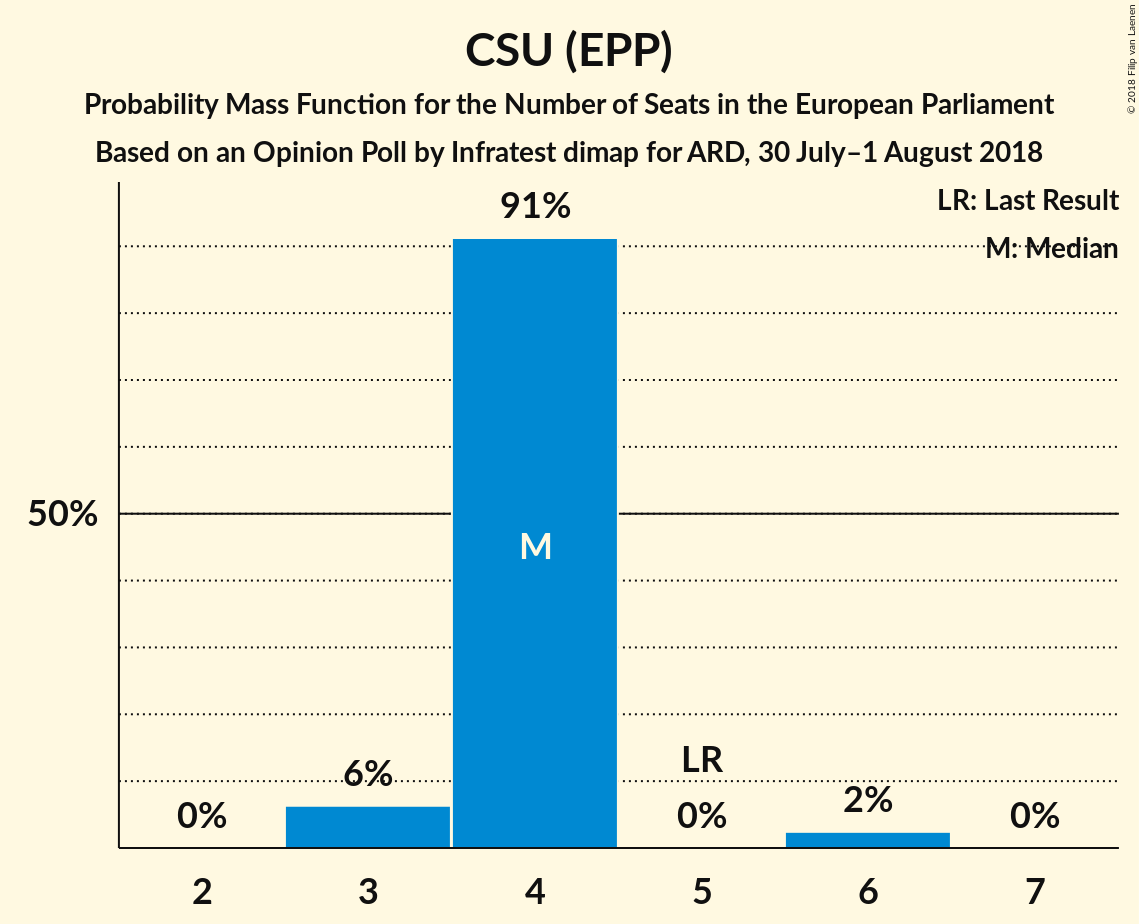 CSU (EPP)
Probability Mass Function for the Number of Seats in the European Parliament
Based on an Opinion Poll by Infratest dimap for ARD, 30 July–1 August 2018
© 2018 Filip van Laenen
LR: Last Result
M: Median
91%
50%
M
LR
6%
2%
0%
0%
0%
2 3 4 5 6 7